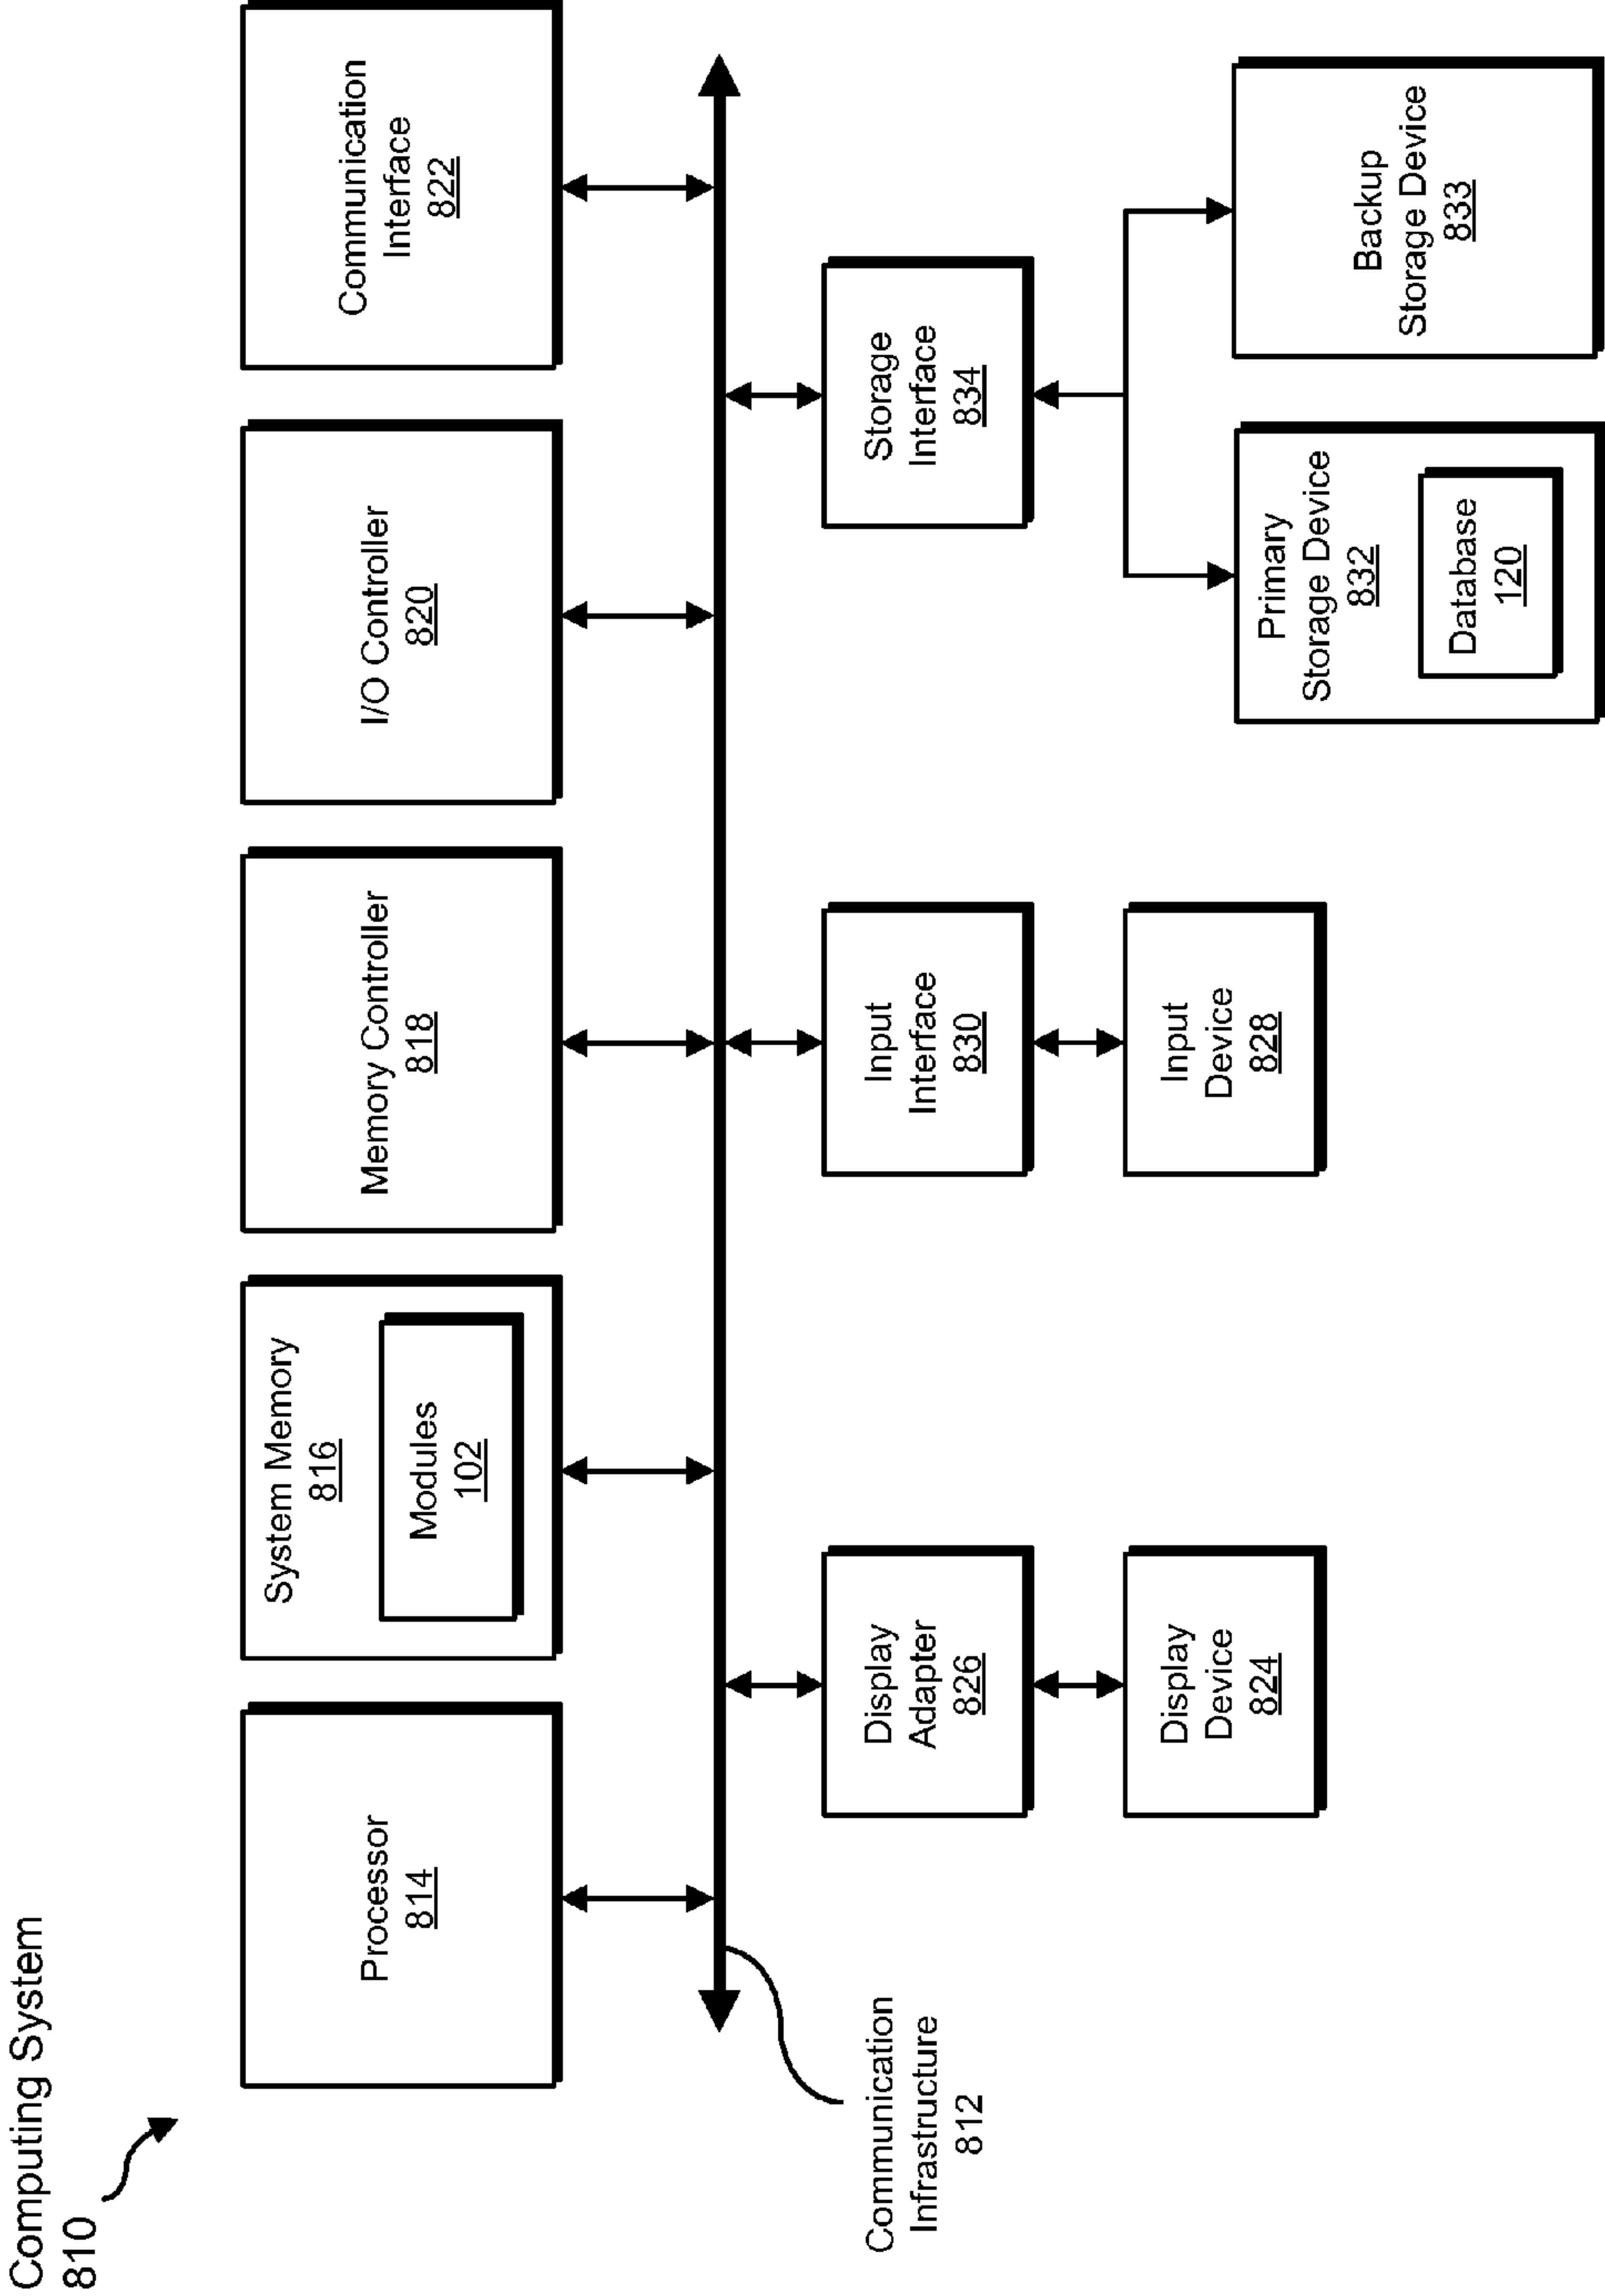 Computing System
810
Processor
814
System Memory
816
Modules
102
Memory Controller
818
I/O Controller
820
Communication
Interface
822
Communication
Infrastructure
812
Display
Adapter
826
Input
Interface
830
Storage
Interface
834
Display
Device
824
Input
Device
828
Primary
Storage Device
832
Database
120
Backup
Storage Device
833